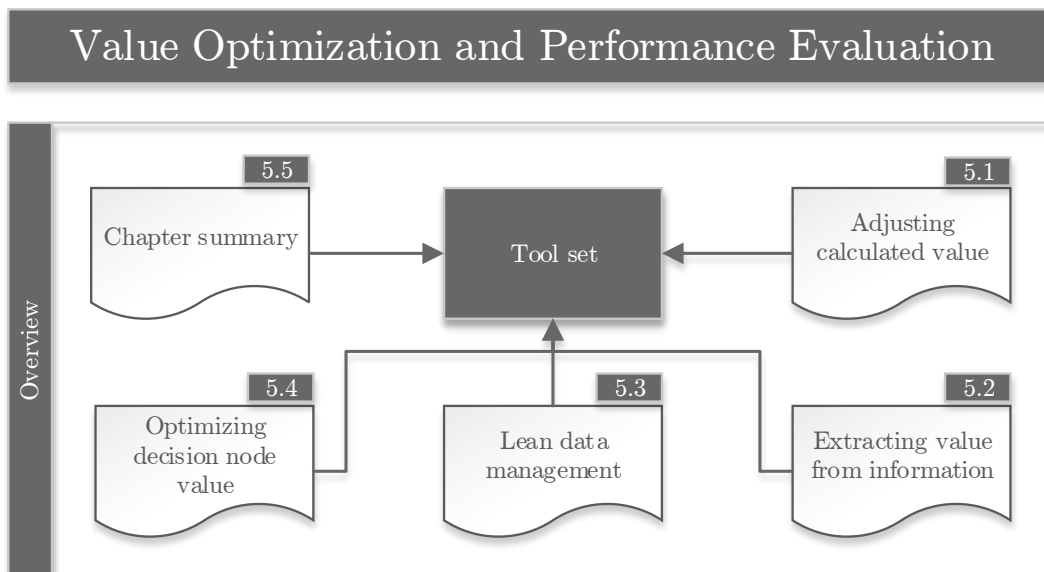 Value Optimization and Performance Evaluation
Overview
5.5
Chapter summary
Tool set
5.1
Adjusting
calculated value
5.4
Optimizing
decision node
value
5.3
Lean data
management
5.2
Extracting value
from information